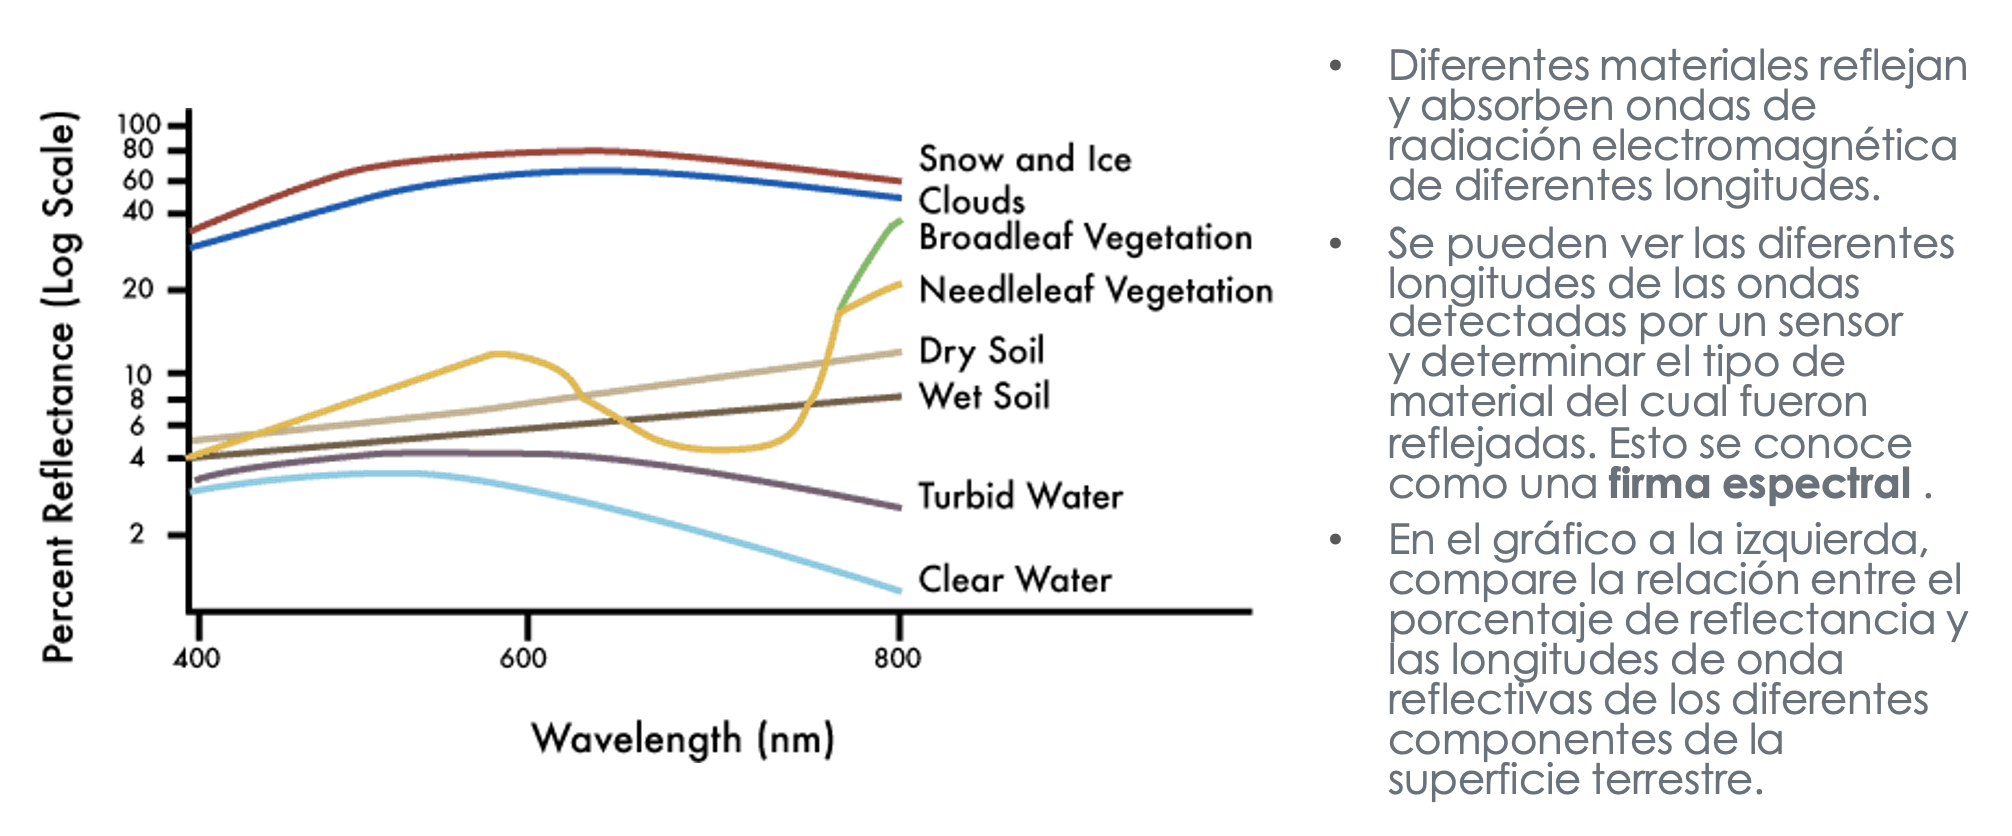 Percent Reflectance (Log Scale)
100
80
60
40
20
10
8
6
4
2
Snow and Ice
Clouds
Broadleaf Vegetation
Needleleaf Vegetation
Dry Soil
Wet Soil
Turbid Water
Clear Water
400
600
800
Wavelength (nm)
• Diferentes materiales reflejan
y absorben ondas de
radiación electromagnética
de diferentes longitudes.
• Se pueden ver las diferentes
longitudes de las ondas
detectadas por un sensor
y determinar el tipo de
material del cual fueron
reflejadas. Esto se conoce
como una firma espectral .
• En el gráfico a la izquierda,
compare la relación entre el
porcentaje de reflectancia y
las longitudes de onda
reflectivas de los diferentes
componentes de la
superficie terrestre.